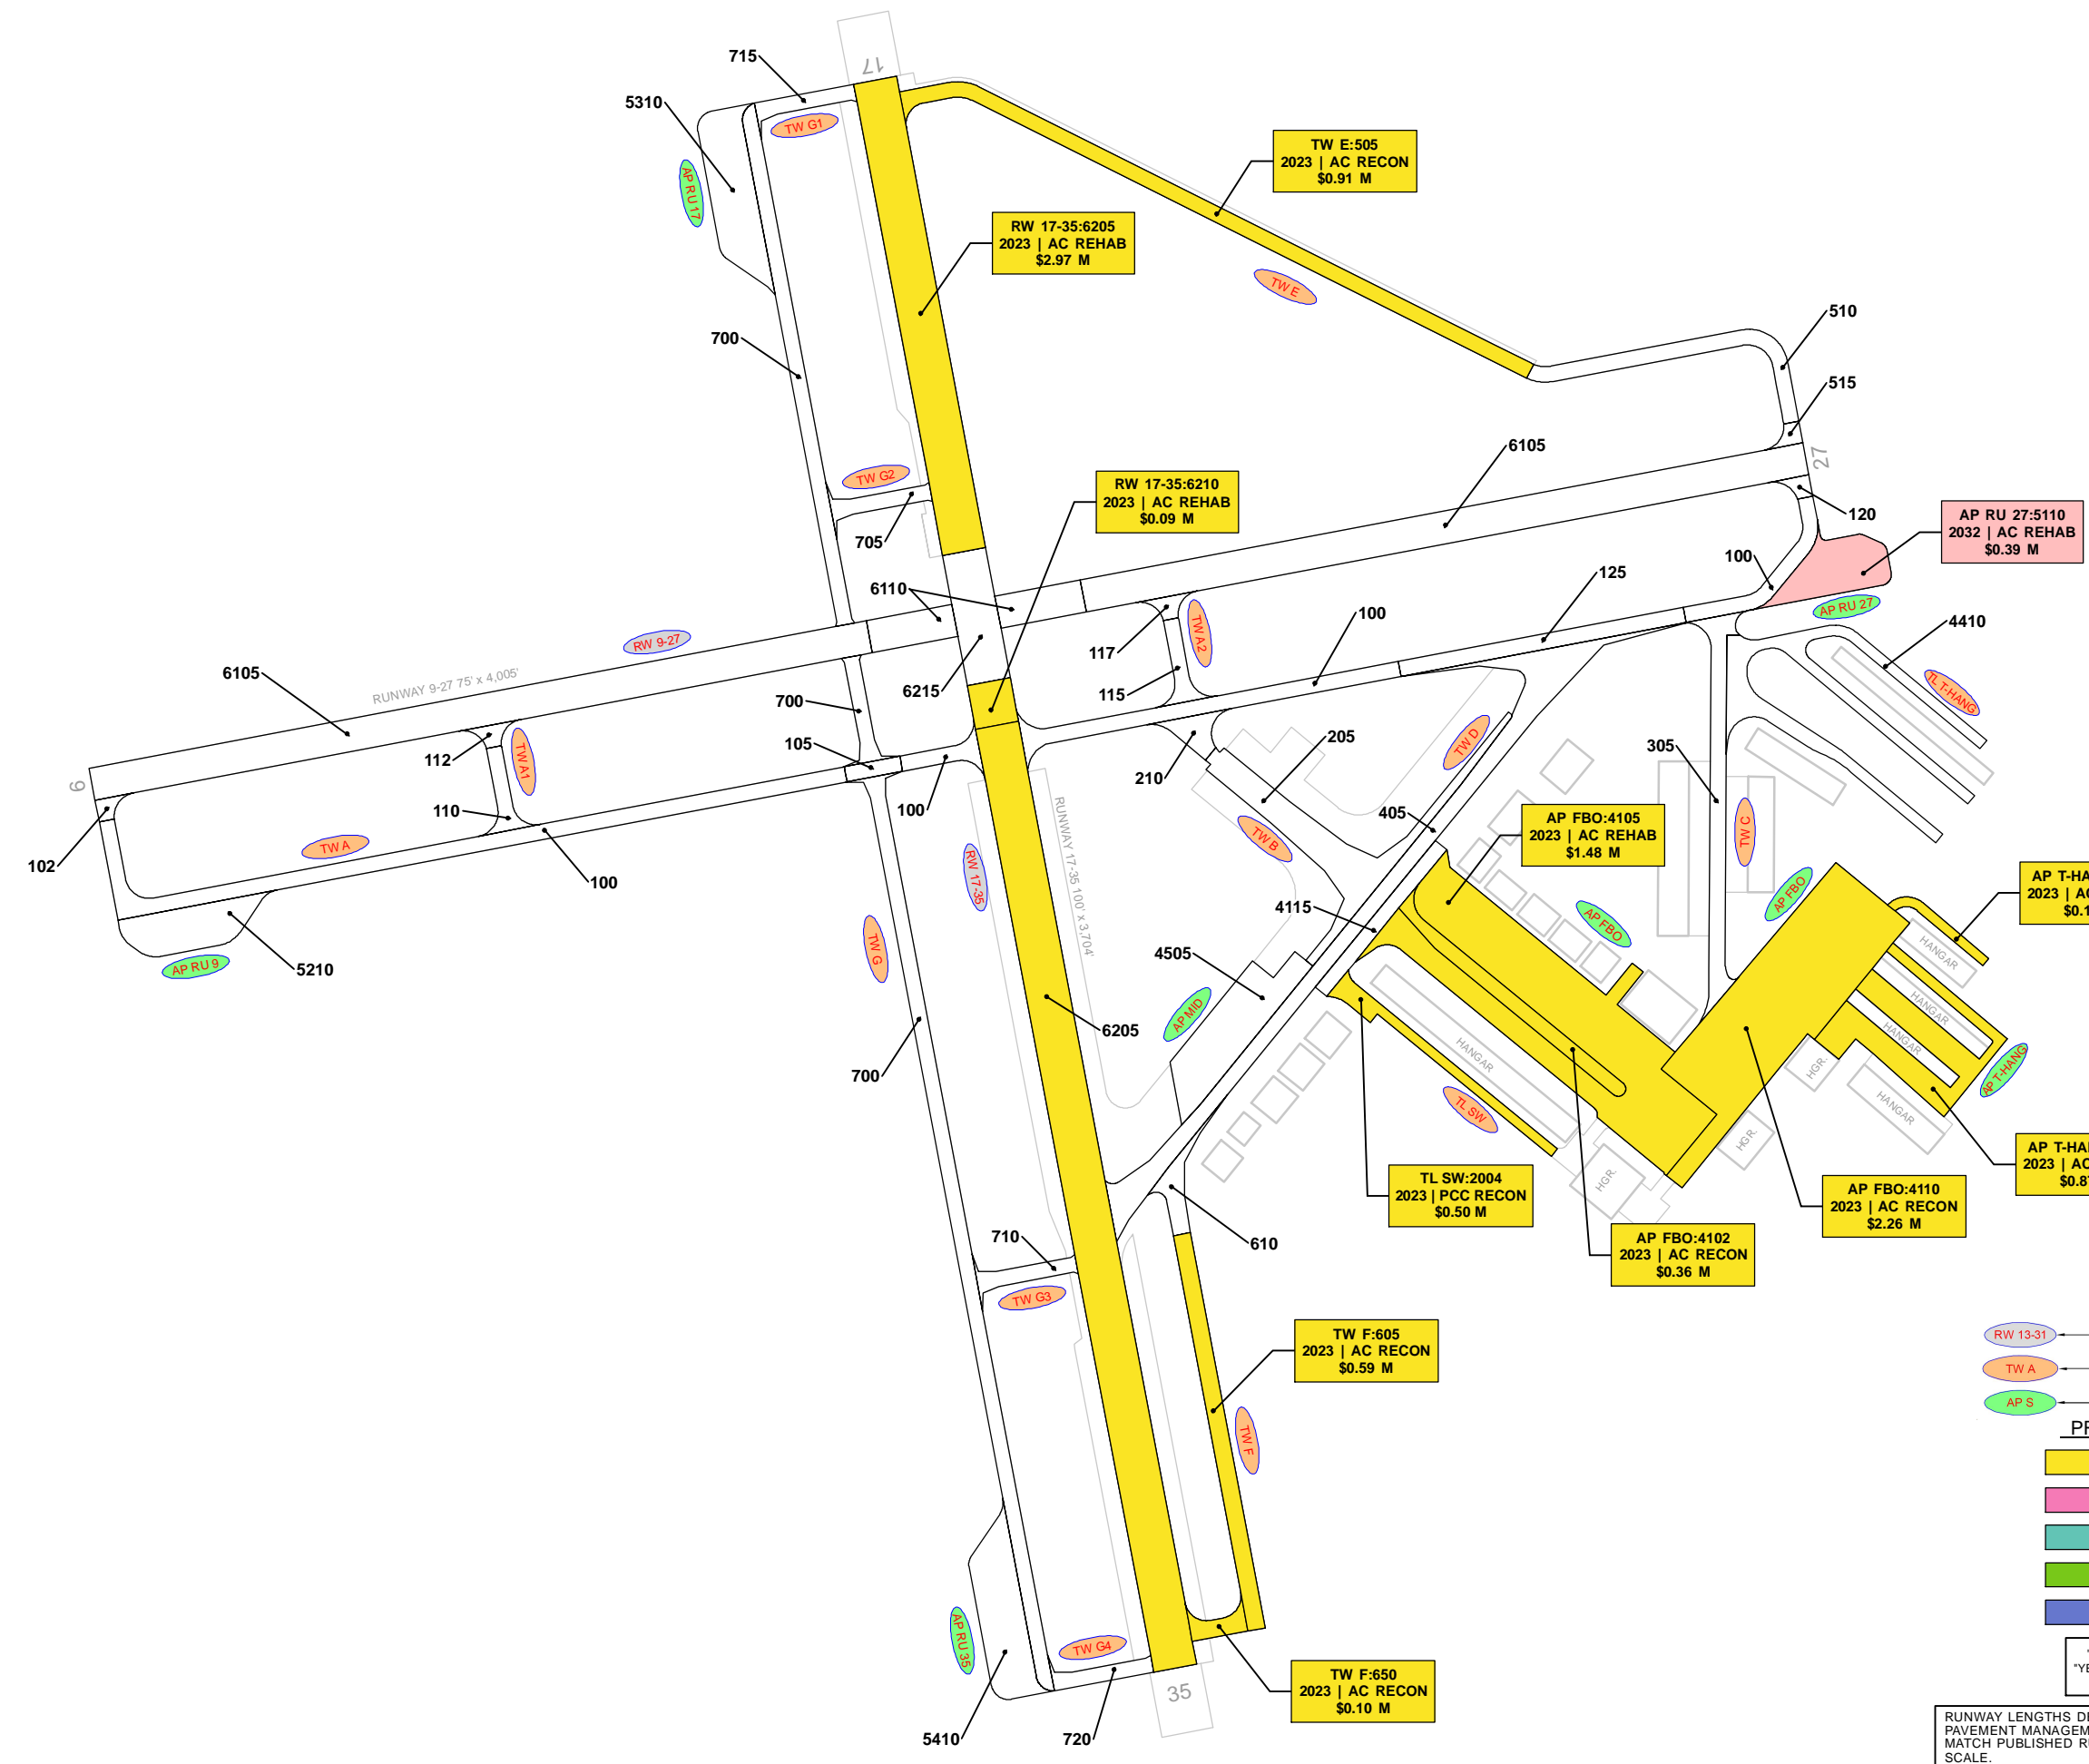 17
715
5310
TW G1
AP RU 17
TW E:505
2023 | AC RECON
$0.91 M
RW 17-35:6205
2023 | AC REHAB
$2.97 M
TW E
510
700
515
6105
27
TW G2
RW 17-35:6210
2023 | AC REHAB
$0.09 M
120
AP RU 27:5110
2032 | AC REHAB
$0.39 M
705
100
125
6110
100
AP RU 27
4410
RW 9-27
117
TW A2
6105
RUNWAY 9-27 75' x 4,005'
115
6215
TL T-HANG
700
105
205
TW D
305
112
TW A1
210
9
110
100
405
AP FBO:4105
2023 | AC REHAB
$1.48 M
TW A
TW B
TW C
102
100
RW 17-35
RUNWAY 17-35 100' x 3,704'
AP FBO
2023 |
4115
AP FBO
HANGAR
TW G
4505
5210
AP RU 9
AP MID
HANGAR
6205
HANGAR
HANGAR
HGR.
AP T-HANG
700
TL SW
HANGAR
HGR.
2023 |
TL SW:2004
2023 | PCC RECON
$0.50 M
HGR.
AP FBO:4110
2023 | AC RECON
$2.26 M
710
610
AP FBO:4102
2023 | AC RECON
$0.36 M
TW G3
TW F:605
2023 | AC RECON
$0.59 M
RW 13-31
TW A
AP S
TW F
AP RU 35
TW G4
TW F:650
2023 | AC RECON
$0.10 M
35
5410
720
RUNWAY LENGTHS
PAVEMENT
MATCH PUBLISHED
SCALE.